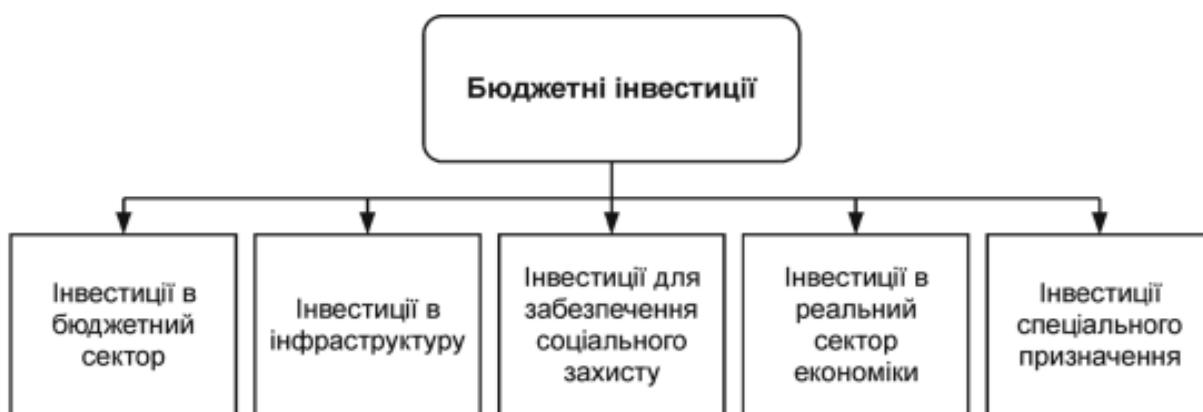 Бюджетні інвестиції
Інвестиції в
бюджетний
сектор
Інвестиції в
інфраструктуру
Інвестиції для
забезпечення
соціального
захисту
Інвестиції в
реальний
сектор
економіки
Інвестиції
спеціального
призначення